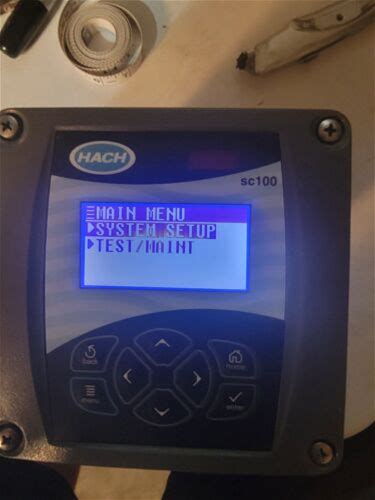 HACH
sc100
MAIN MENU
SYSTEM SETUP
TEST/MAINT
back
home
menu
enter